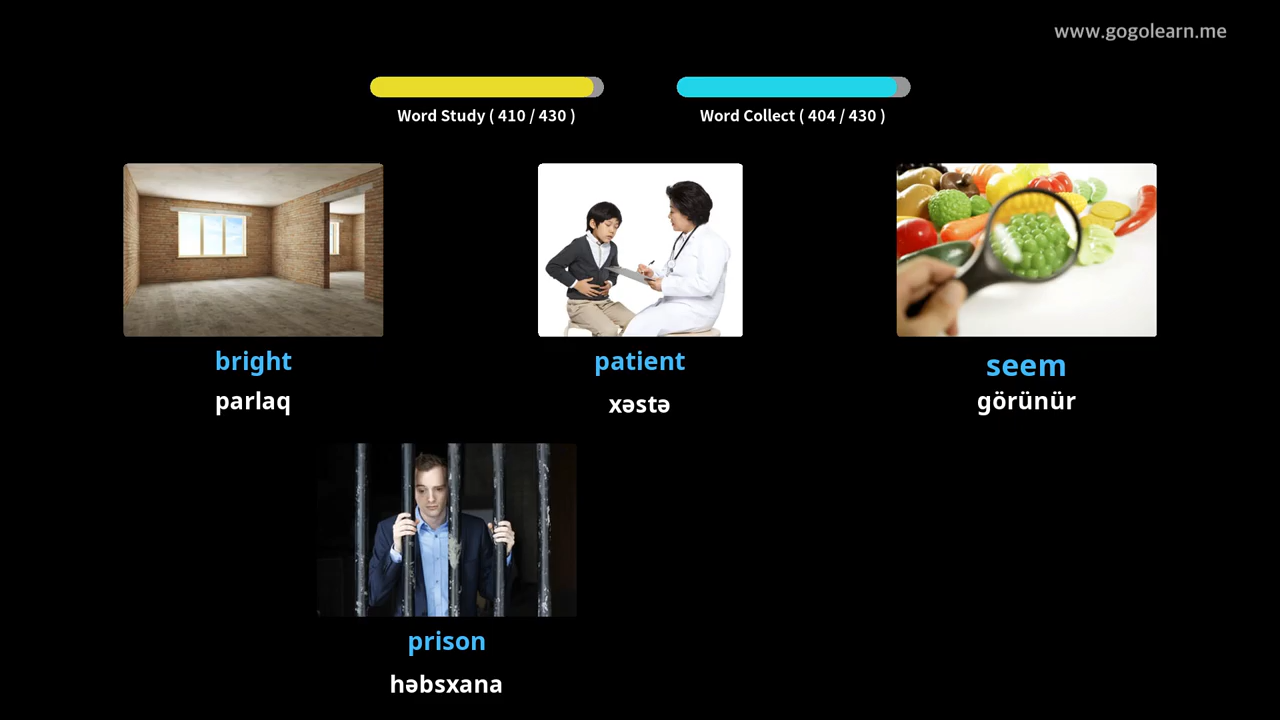 www.gogolearn.me
Word Study ( 410 / 430 )
Word Collect ( 404 / 430 )
bright
parlaq
patient
xəstə
seem
görünür
prison
həbsxana